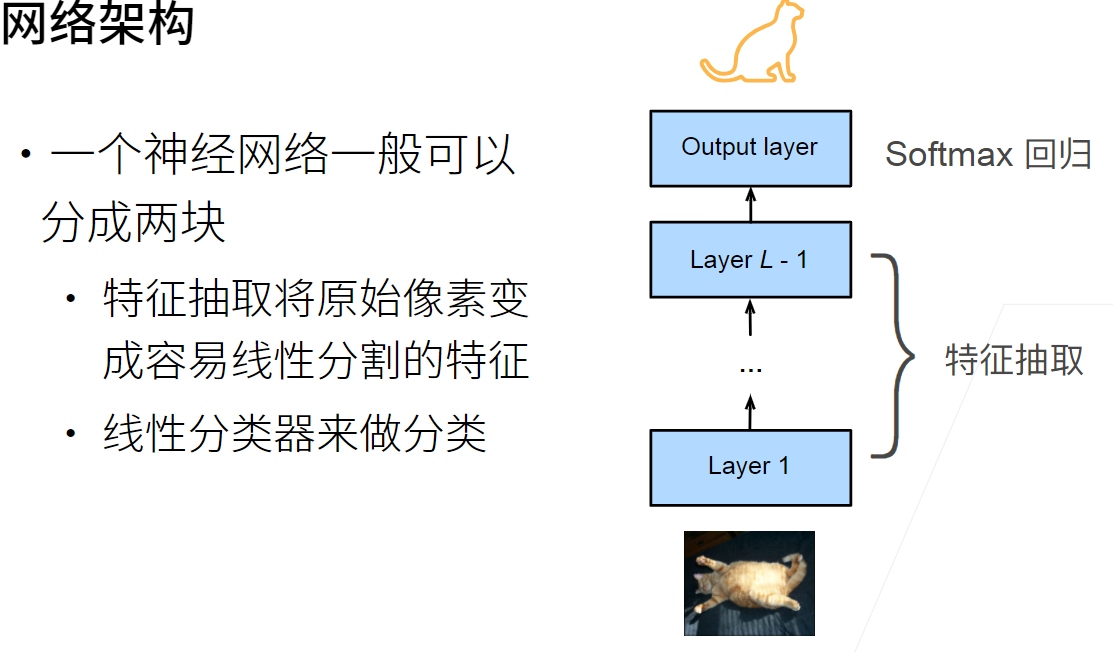 网络架构
• 一个神经网络一般可以
分成两块
• 特征抽取将原始像素变
成容易线性分割的特征
• 线性分类器来做分类
Output layer
Softmax 回归
Layer L - 1
...
特征抽取
Layer 1